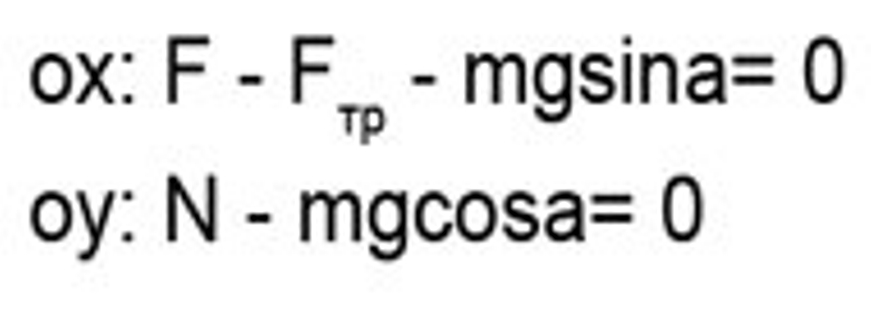 ox: F - Fтр - mgsina= 0
oy: N - mgcosa= 0